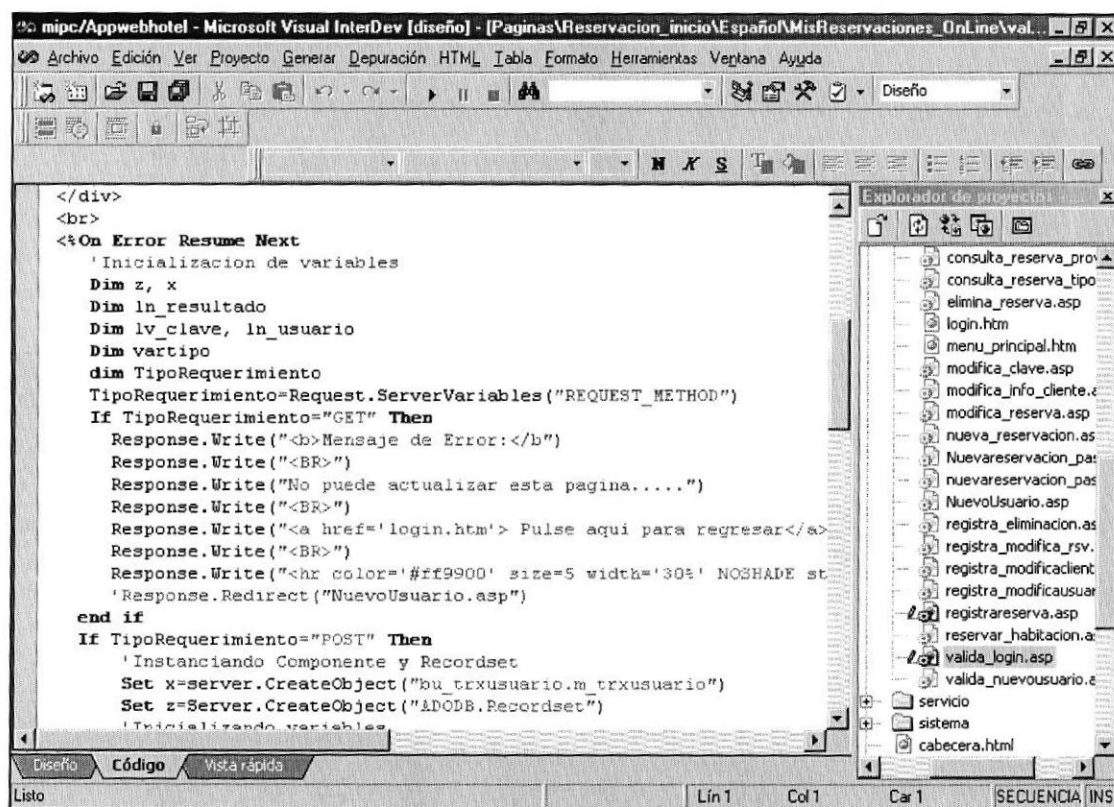 mipc/Appwebhotel - Microsoft Visual InterDev [diseño] - [Paginas\Reservacion_inicio\Español\MisReservaciones_OnLine\val...
Archivo Edición Ver Proyecto Generar Depuración HTML Tabla Formato Herramientas Ventana Ayuda
Diseño
N K S
</div>
<br>
<%On Error Resume Next
'Inicializacion de variables
Dim z, x
Dim ln_resultado
Dim lv_clave, ln_usuario
Dim vartipo
dim TipoRequerimiento
TipoRequerimiento=Request.ServerVariables("REQUEST_METHOD")
If TipoRequerimiento="GET" Then
Response.Write("<b>Mensaje de Error:</b")
Response.Write("<BR>")
Response.Write("No puede actualizar esta pagina.....")
Response.Write("<BR>")
Response.Write("<a href='login.htm'> Pulse aqui para regresar</a>
Response.Write("<BR>")
Response.Write("<hr color='#ff9900' size=5 width='30%' NOSHADE st
'Response.Redirect("NuevoUsuario.asp")
end if
If TipoRequerimiento="POST" Then
'Instanciando Componente y Recordset
Set x=server.CreateObject("bu_trxusuario.m_trxusuario")
Set z=Server.CreateObject("ADODB.Recordset")
'Inicializando variables
Explorador de proyectos
consulta_reserva_prov
consulta_reserva_tipo
elimina_reserva.asp
login.htm
menu_principal.htm
modifica_clave.asp
modifica_info_cliente.a
modifica_reserva.asp
nueva_reservacion.as
Nuevareservacion_pas
nuevareservacion_pas
NuevoUsuario.asp
registra_eliminacion.as
registra_modifica_rsv.
registra_modificaclient
registra_modificausuar
registrareserva.asp
reservar_habitacion.a
valida_login.asp
valida_nuevousuario.a
servicio
sistema
cabecera.html
Diseño Código Vista rápida
Listo Lín 1 Col 1 Car 1 SECUENCIA INS